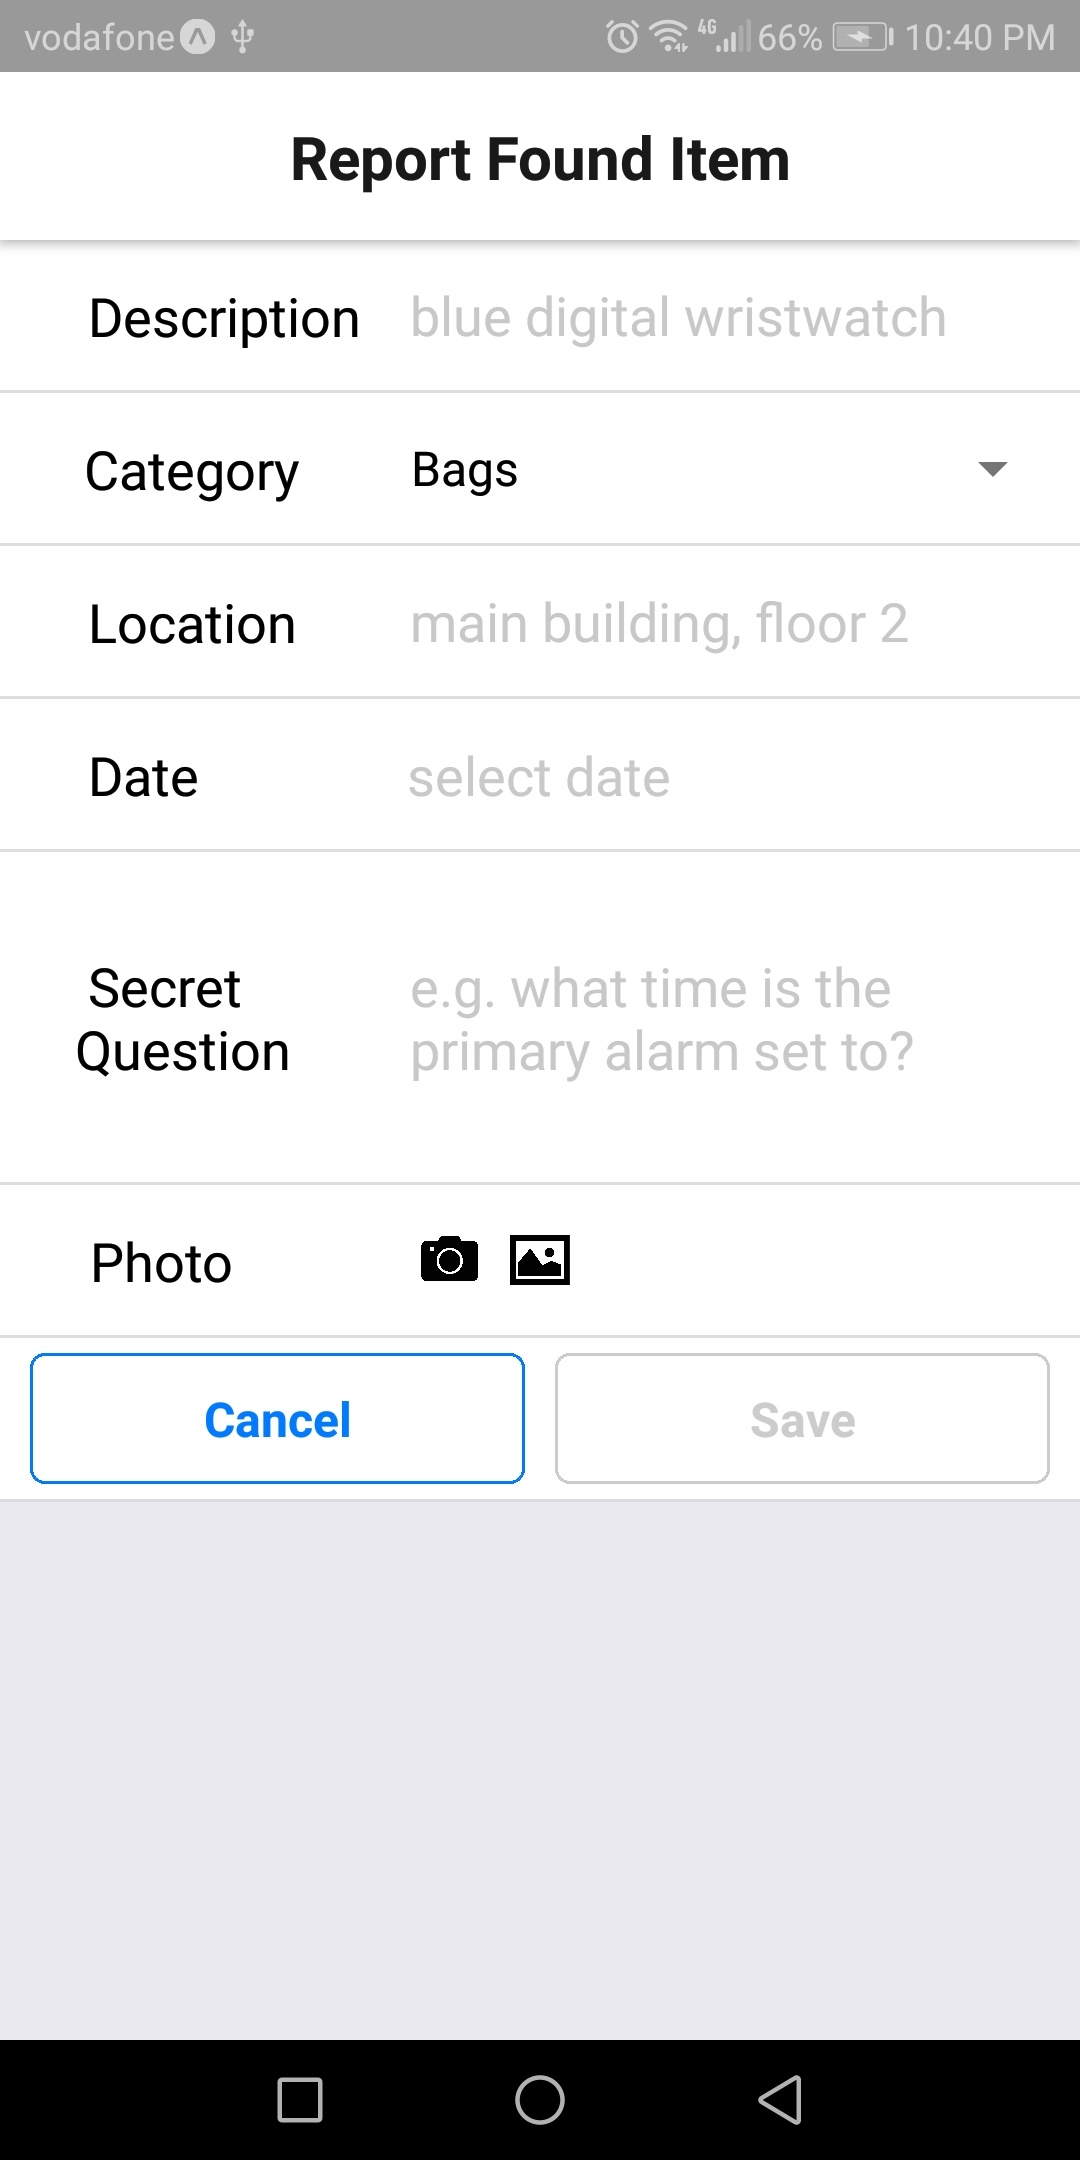 vodafone 4G 66% 10:40 PM
Report Found Item
Description blue digital wristwatch
Category Bags
Location main building, floor 2
Date select date
Secret e.g. what time is the
Question primary alarm set to?
Photo
Cancel Save